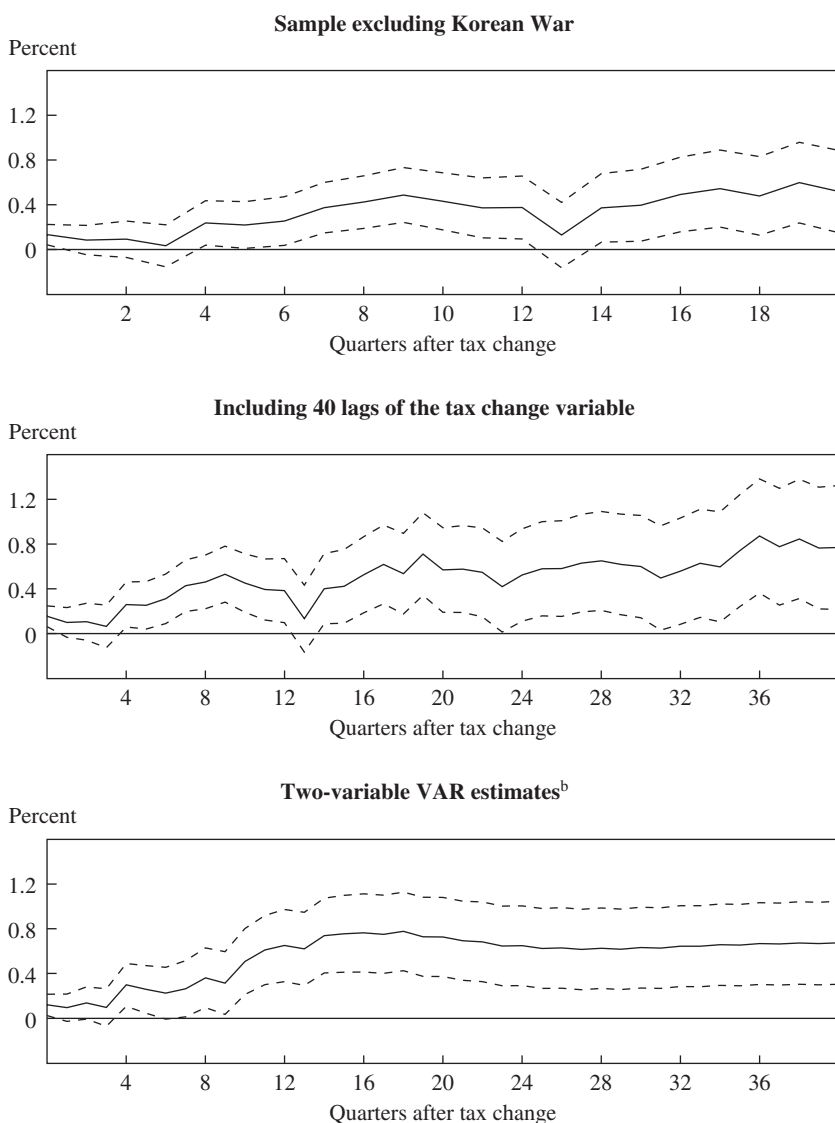 Sample excluding Korean War
Percent
1.2
0.8
0.4
0
2 4 6 8 10 12 14 16 18
Quarters after tax change
Including 40 lags of the tax change variable
Percent
1.2
0.8
0.4
0
4 8 12 16 20 24 28 32 36
Quarters after tax change
Two-variable VAR estimatesᵇ
Percent
1.2
0.8
0.4
0
4 8 12 16 20 24 28 32 36
Quarters after tax change